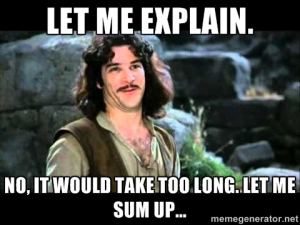 LET ME EXPLAIN.
NO, IT WOULD TAKE TOO LONG. LET ME
SUM UP...
memegenerator.net